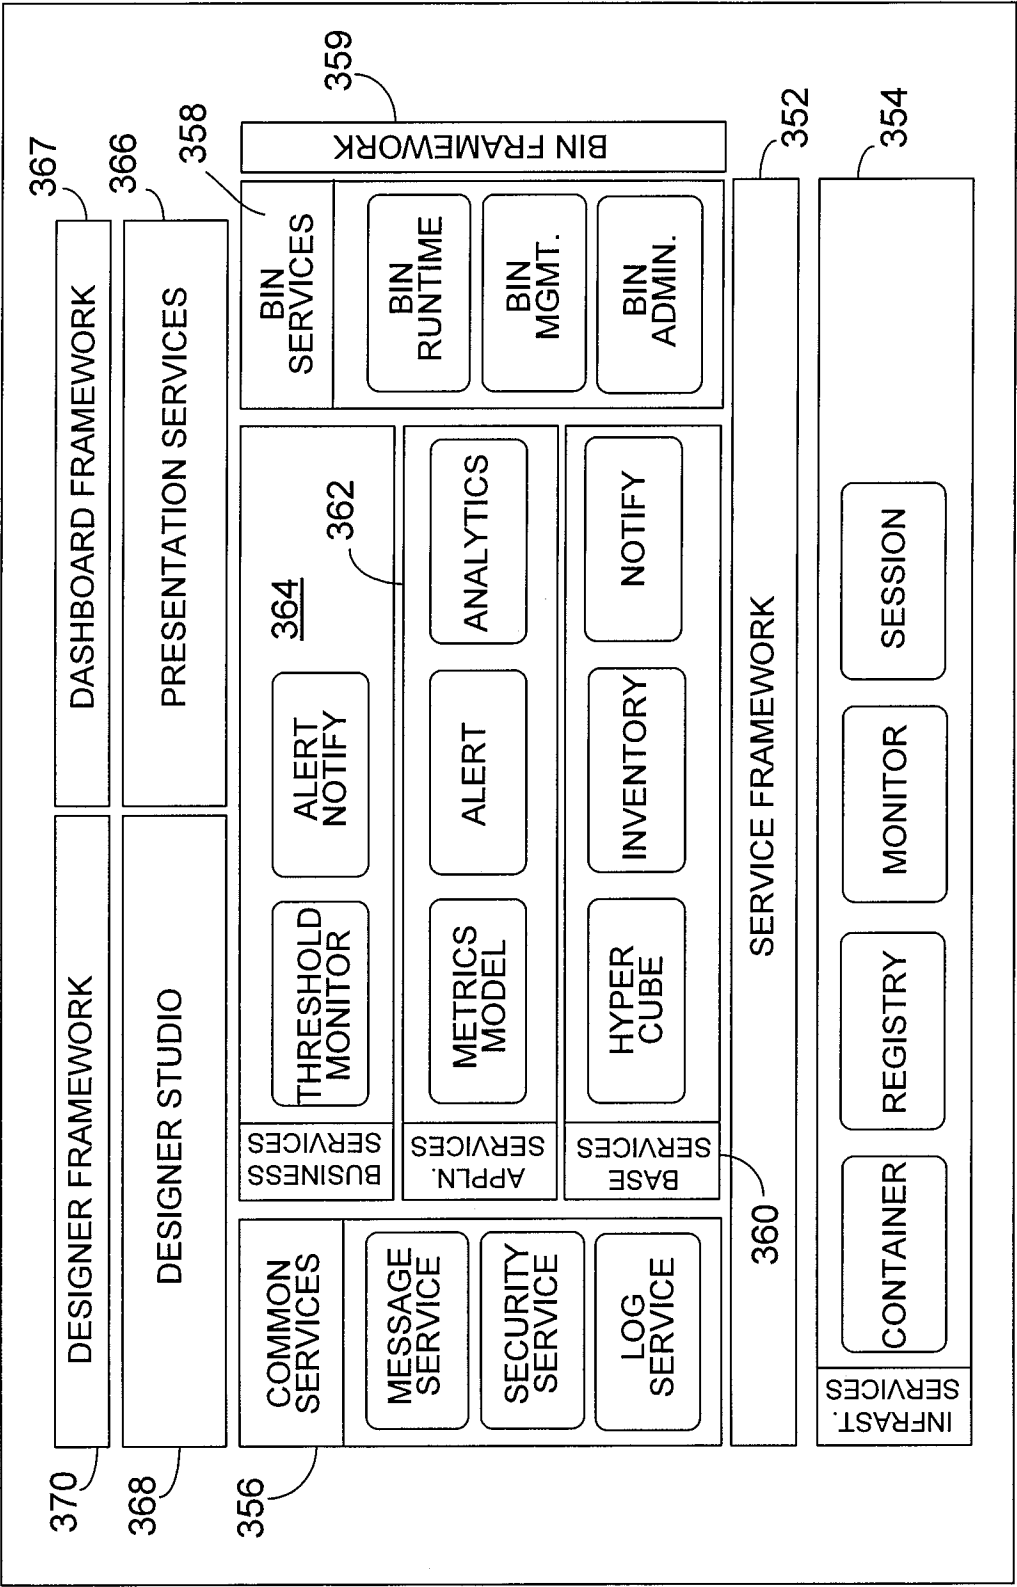 370
DESIGNER FRAMEWORK
DASHBOARD FRAMEWORK
367
368
DESIGNER STUDIO
PRESENTATION SERVICES
366
356
COMMON
SERVICES
MESSAGE
SERVICE
SECURITY
SERVICE
LOG
SERVICE
BUSINESS
SERVICES
THRESHOLD
MONITOR
ALERT
NOTIFY
364
APPLN.
SERVICES
METRICS
MODEL
ALERT
ANALYTICS
362
BASE
SERVICES
HYPER
CUBE
INVENTORY
NOTIFY
360
BIN
SERVICES
358
BIN
RUNTIME
BIN
MGMT.
BIN
ADMIN.
BIN FRAMEWORK
359
SERVICE FRAMEWORK
352
INFRAST.
SERVICES
CONTAINER
REGISTRY
MONITOR
SESSION
354